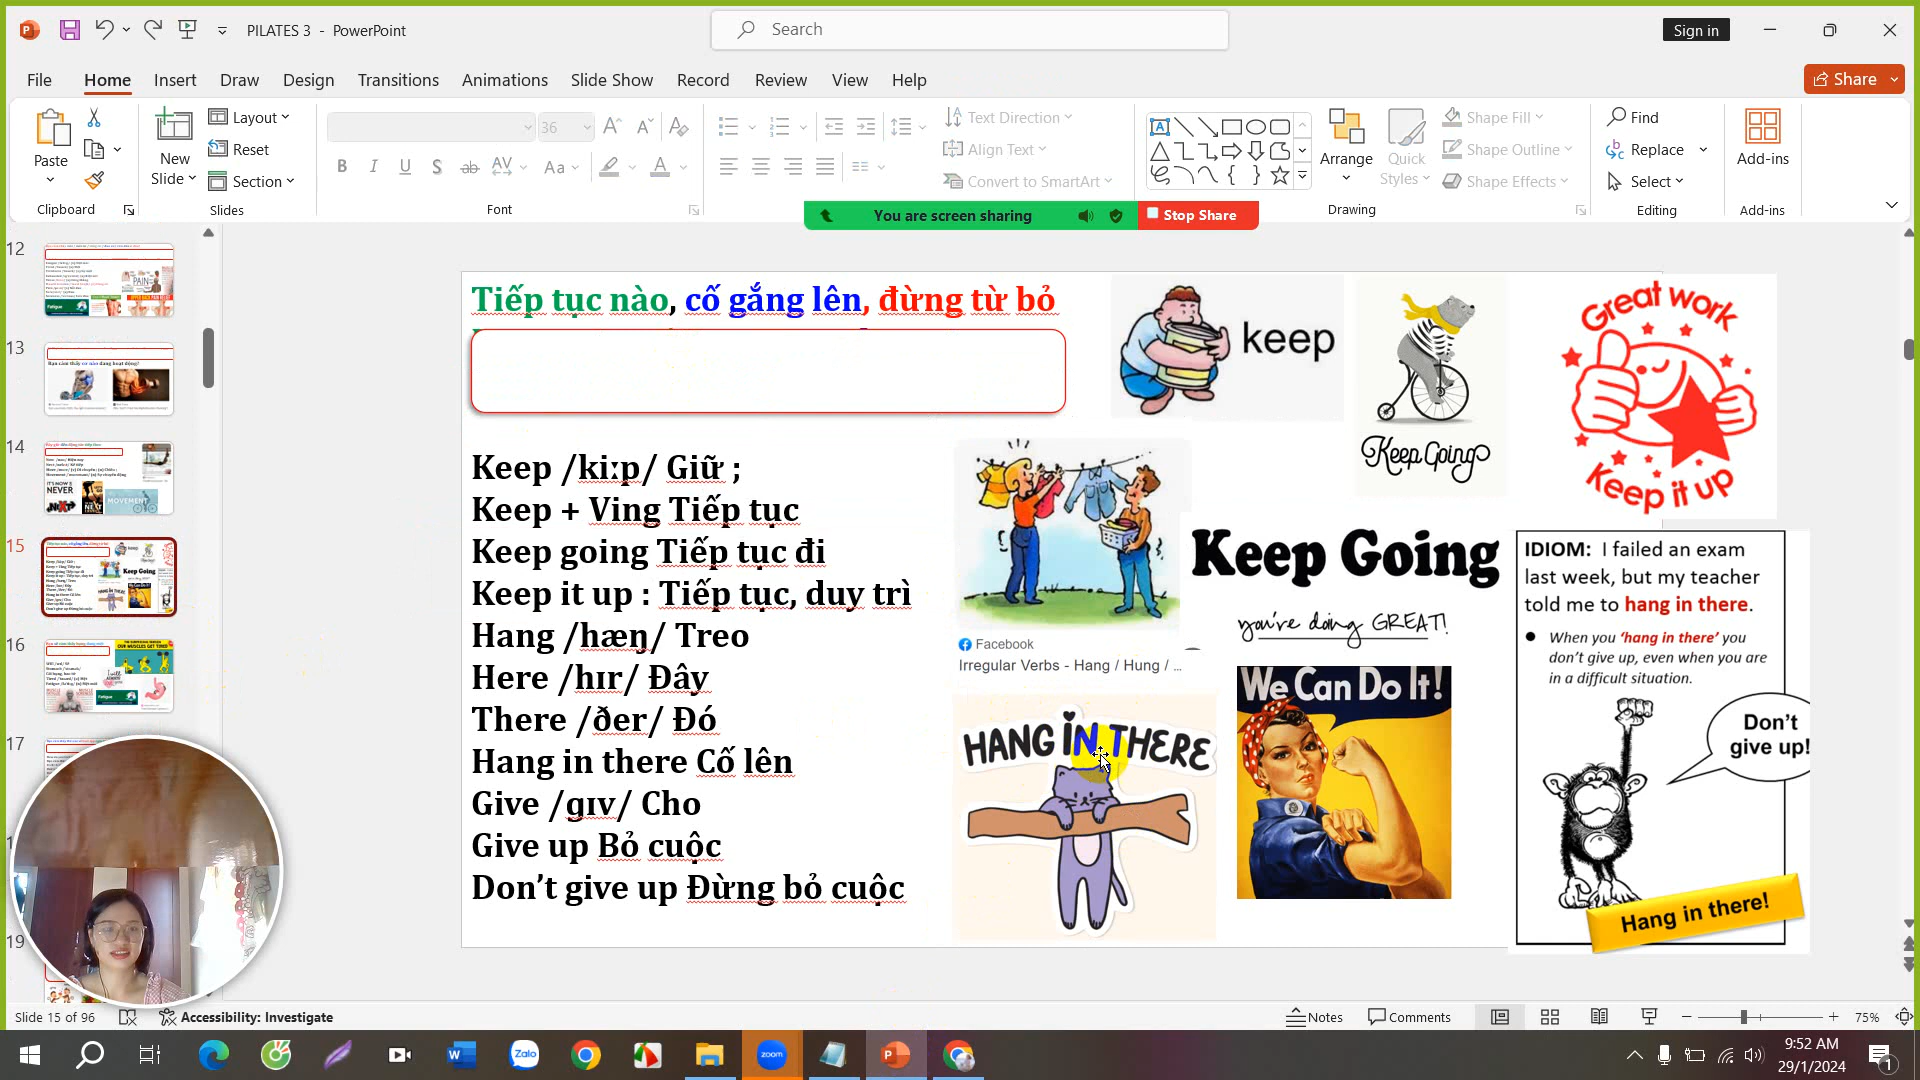 PILATES 3 - PowerPoint
Search
Sign in
File Home Insert Draw Design Transitions Animations Slide Show Record Review View Help
Share
Paste
New Slide
Layout
Reset
Section
36
Text Direction
Align Text
Convert to SmartArt
Arrange
Quick Styles
Shape Fill
Shape Outline
Shape Effects
Find
Replace
Select
Add-ins
Clipboard
Slides
Font
Drawing
Editing
Add-ins
You are screen sharing
Stop Share
12
13
14
15
16
17
19
Tiếp tục nào, cố gắng lên, đừng từ bỏ
Keep /kiːp/ Giữ ;
Keep + Ving Tiếp tục
Keep going Tiếp tục đi
Keep it up : Tiếp tục, duy trì
Hang /hæŋ/ Treo
Here /hɪr/ Đây
There /ðer/ Đó
Hang in there Cố lên
Give /ɡɪv/ Cho
Give up Bỏ cuộc
Don’t give up Đừng bỏ cuộc
keep
Keep Going
Great work
Keep it up
Facebook
Irregular Verbs - Hang / Hung / ...
Keep Going
you're doing GREAT!
HANG iN THERE
We Can Do It!
IDIOM: I failed an exam
last week, but my teacher
told me to hang in there.
When you ‘hang in there’ you
don’t give up, even when you are
in a difficult situation.
Don’t
give up!
Hang in there!
Slide 15 of 96
Accessibility: Investigate
Notes
Comments
75%
Zalo
zoom
9:52 AM
29/1/2024
1